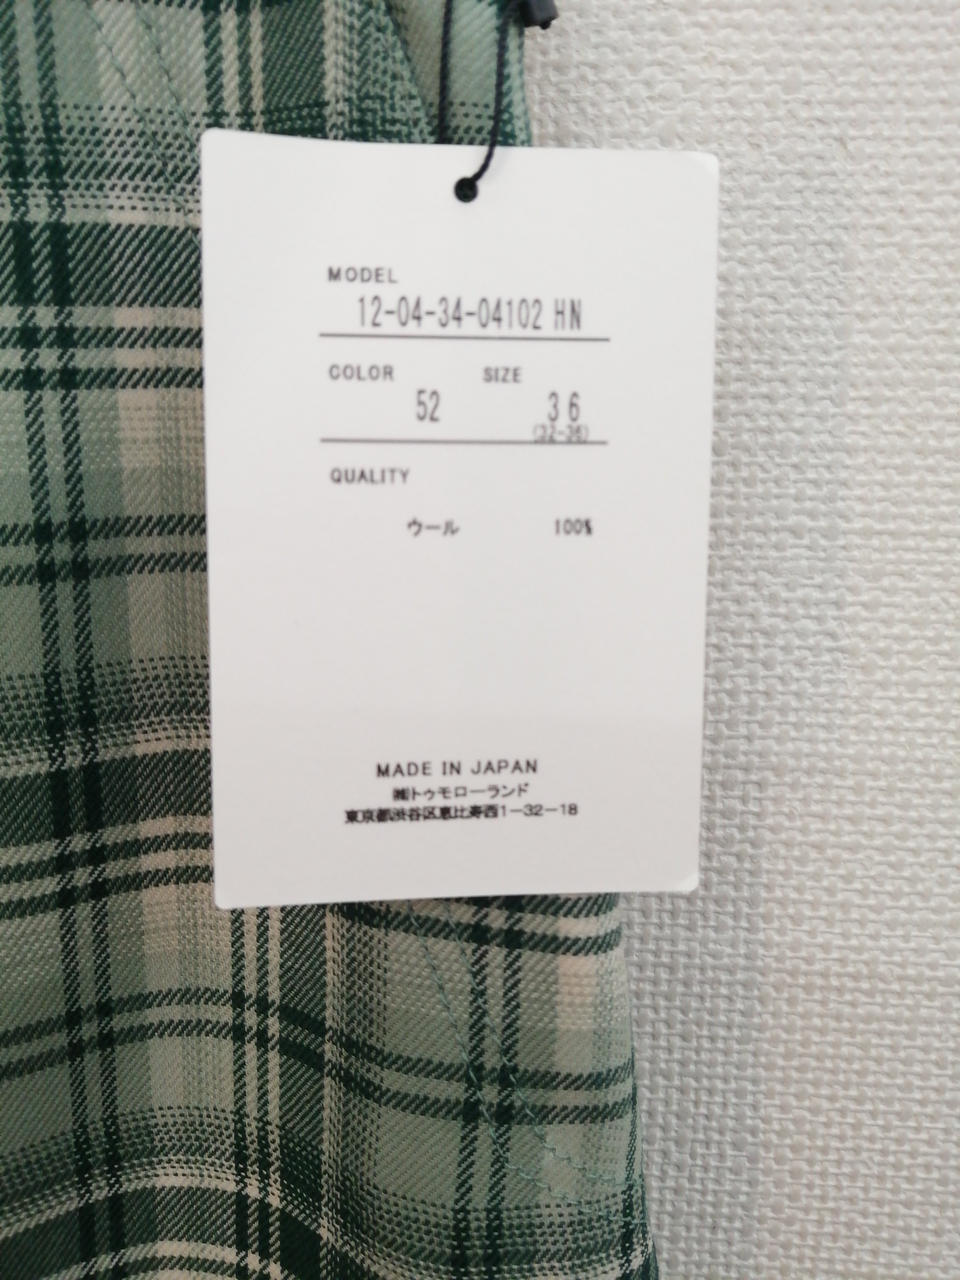 MODEL
12-04-34-04102 HN
COLOR SIZE
52 36
(32-36)
QUALITY
ウール 100%
MADE IN JAPAN
㈱トゥモローランド
東京都渋谷区恵比寿西1-32-18